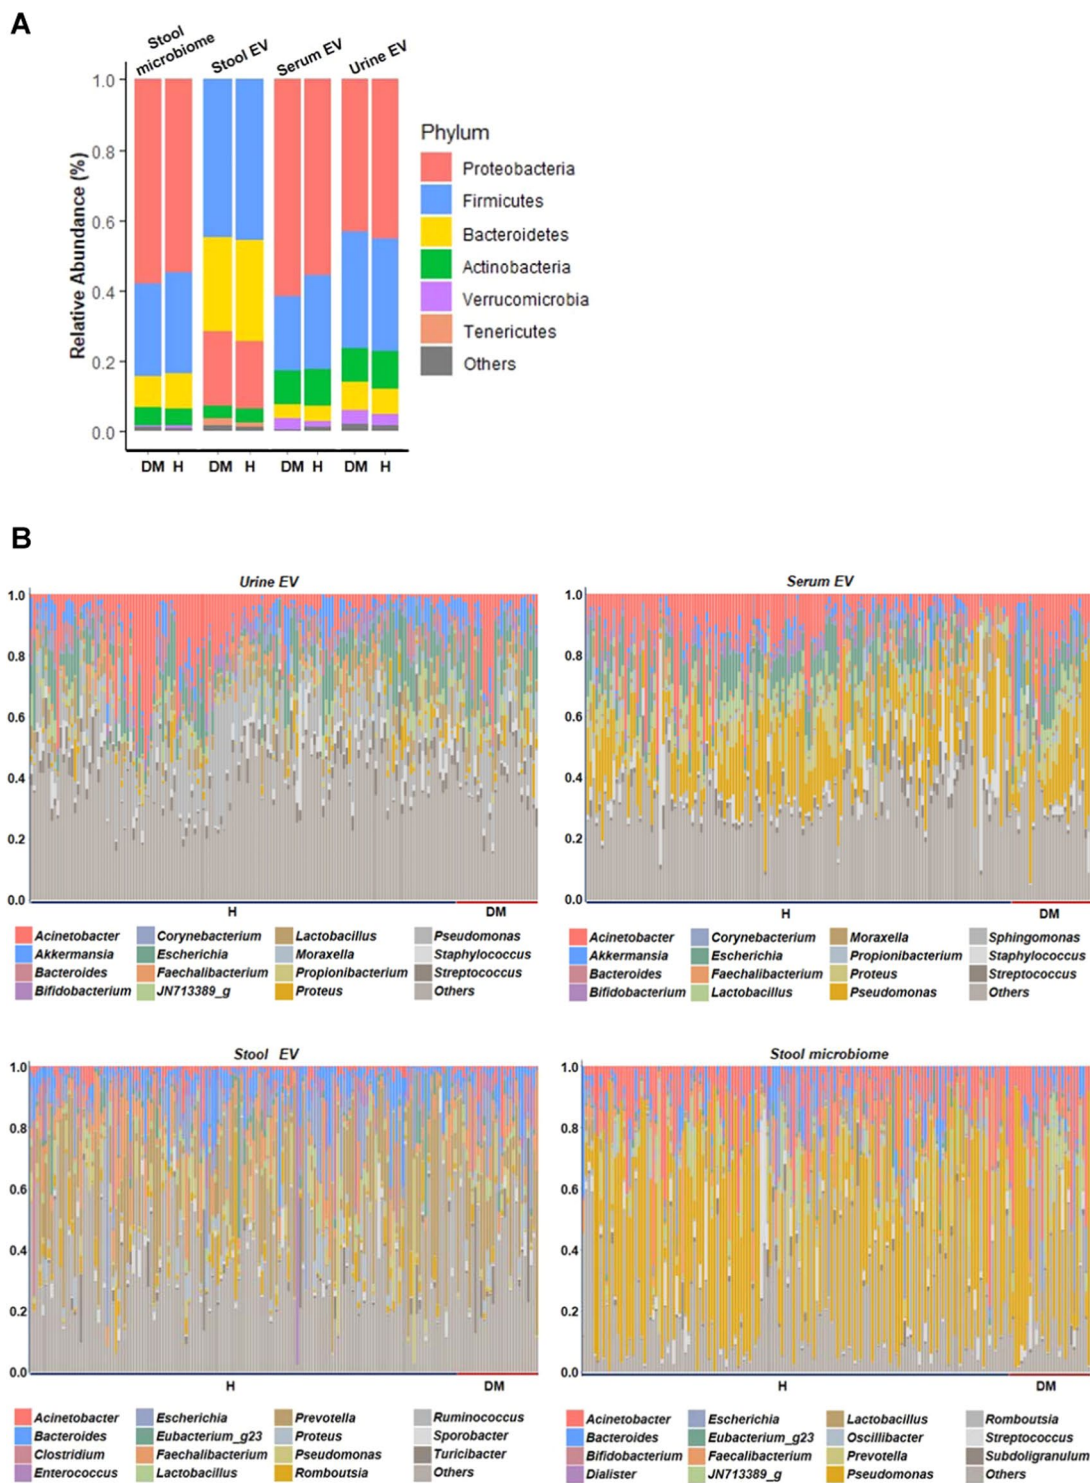 A
Stool
microbiome
Stool EV
Serum EV
Urine EV
1.0
0.8
0.6
0.4
0.2
0.0
Relative Abundance (%)
DM H DM H DM H DM H
Phylum
Proteobacteria
Firmicutes
Bacteroidetes
Actinobacteria
Verrucomicrobia
Tenericutes
Others
B
Urine EV
1.0
0.8
0.6
0.4
0.2
0.0
H DM
Acinetobacter Corynebacterium Lactobacillus Pseudomonas
Akkermansia Escherichia Moraxella Staphylococcus
Bacteroides Faechalibacterium Propionibacterium Streptococcus
Bifidobacterium JN713389_g Proteus Others
Serum EV
1.0
0.8
0.6
0.4
0.2
0.0
H DM
Acinetobacter Corynebacterium Moraxella Sphingomonas
Akkermansia Escherichia Propionibacterium Staphylococcus
Bacteroides Faechalibacterium Proteus Streptococcus
Bifidobacterium Lactobacillus Pseudomonas Others
Stool EV
1.0
0.8
0.6
0.4
0.2
0.0
H DM
Acinetobacter Escherichia Prevotella Ruminococcus
Bacteroides Eubacterium_g23 Proteus Sporobacter
Clostridium Faechalibacterium Pseudomonas Turicibacter
Enterococcus Lactobacillus Romboutsia Others
Stool microbiome
1.0
0.8
0.6
0.4
0.2
0.0
H DM
Acinetobacter Escherichia Lactobacillus Romboutsia
Bacteroides Eubacterium_g23 Oscillibacter Streptococcus
Bifidobacterium Faecalibacterium Prevotella Subdoligranulum
Dialister JN713389_g Pseudomonas Others